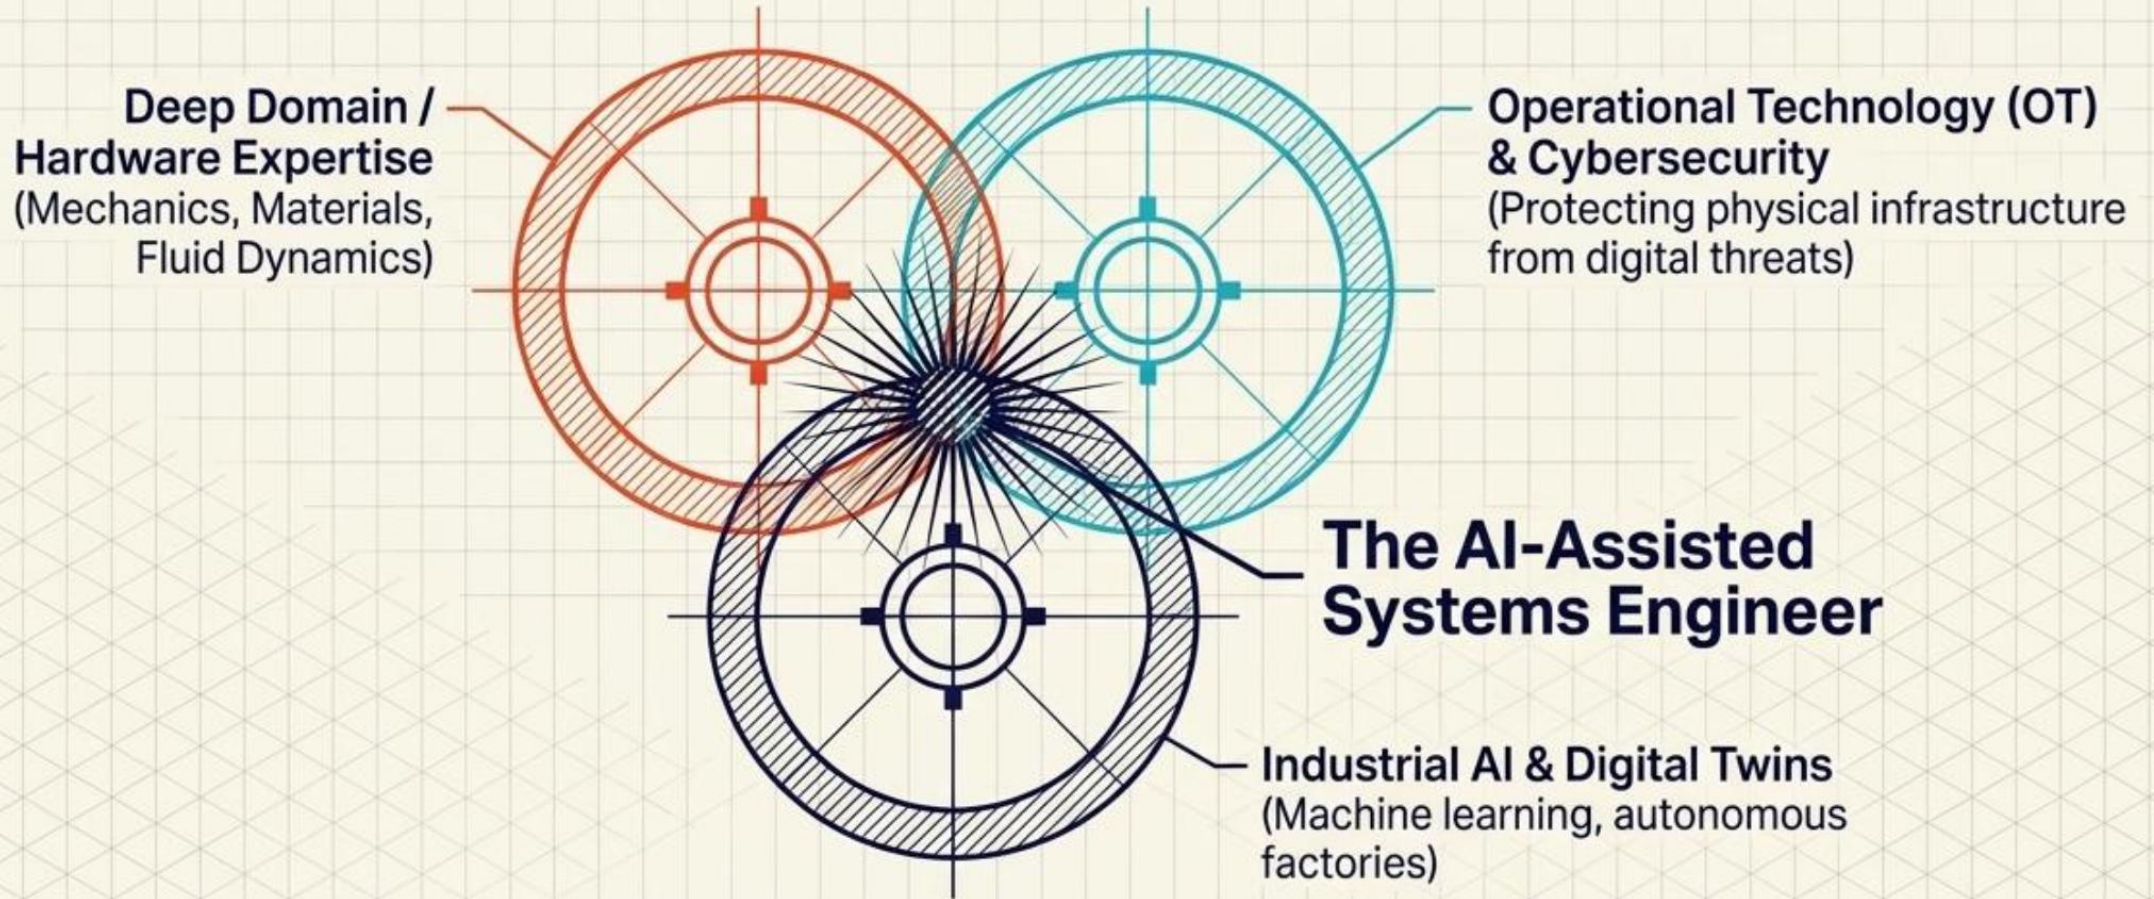 Deep Domain /
Hardware Expertise
(Mechanics, Materials,
Fluid Dynamics)
Operational Technology (OT)
& Cybersecurity
(Protecting physical infrastructure
from digital threats)
The AI-Assisted
Systems Engineer
Industrial AI & Digital Twins
(Machine learning, autonomous
factories)